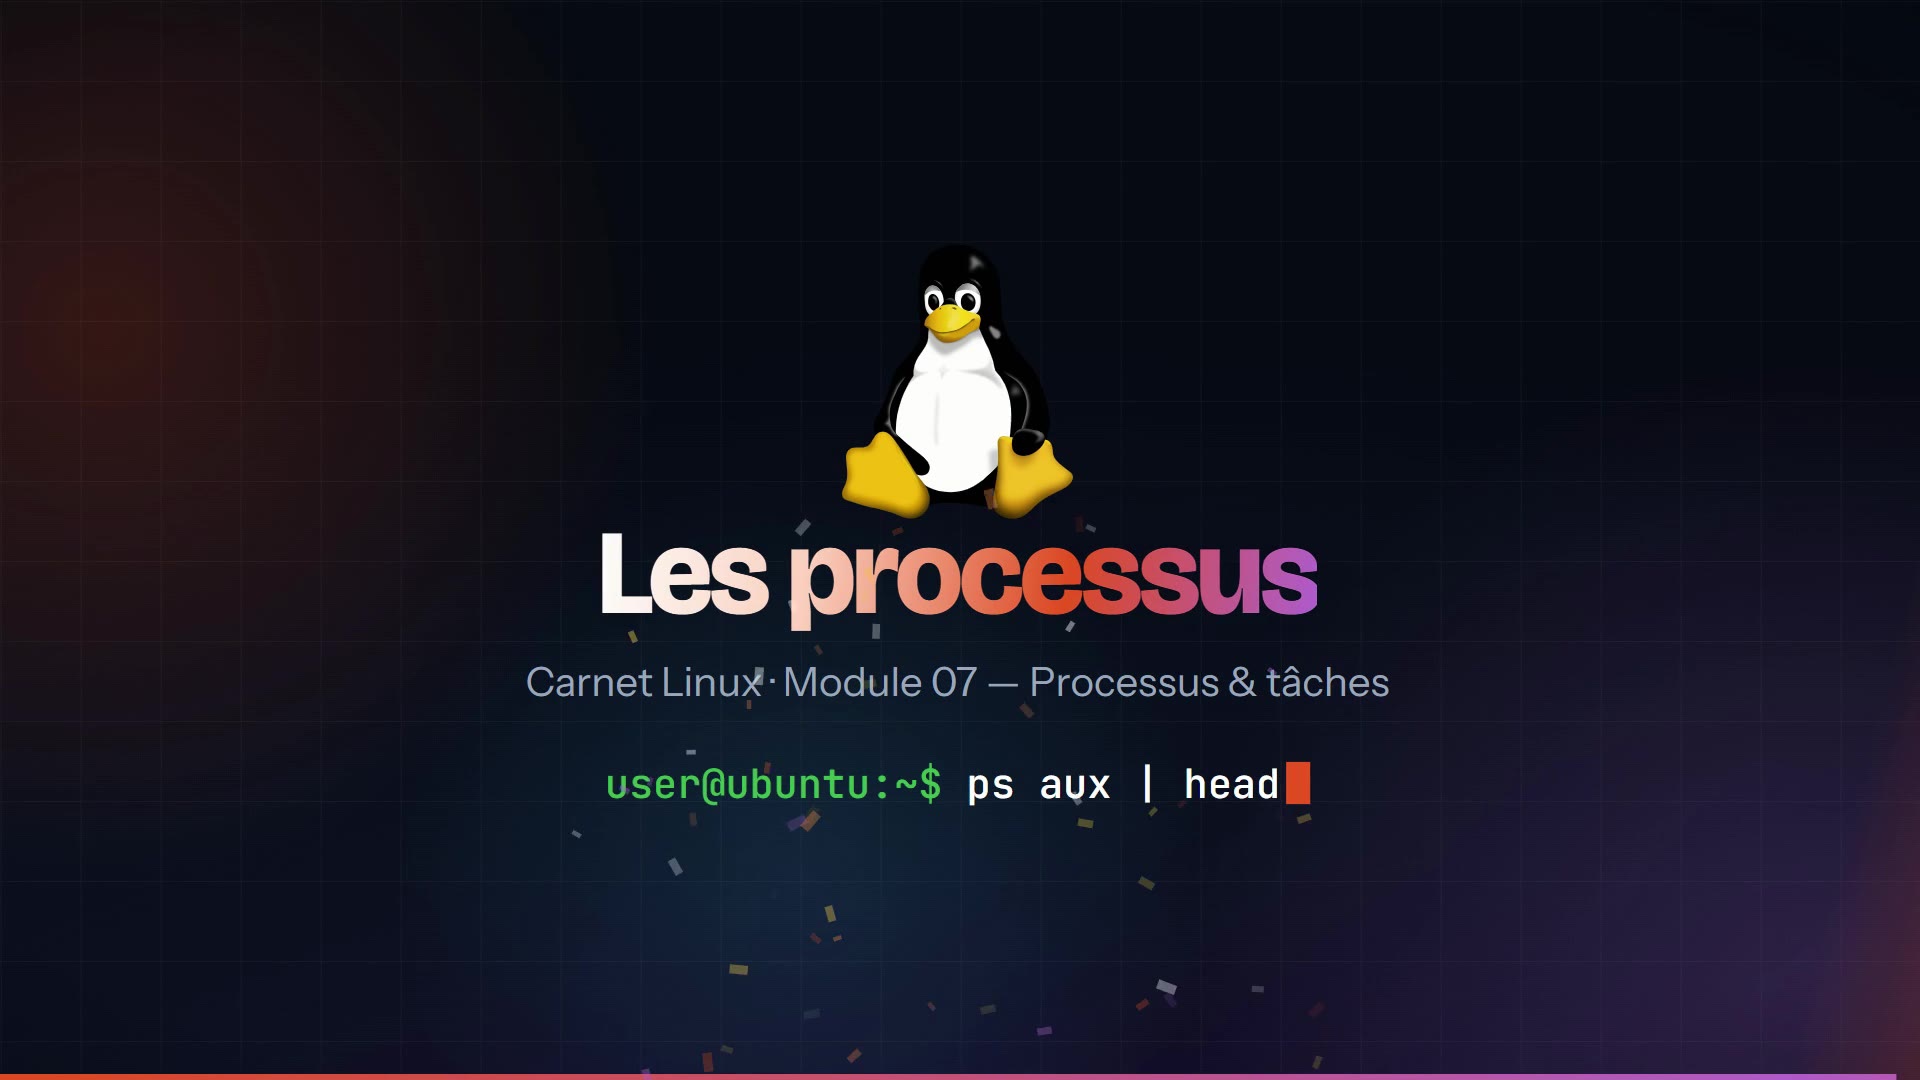 Les processus
Carnet Linux · Module 07 — Processus & tâches
user@ubuntu:~$ ps aux | head